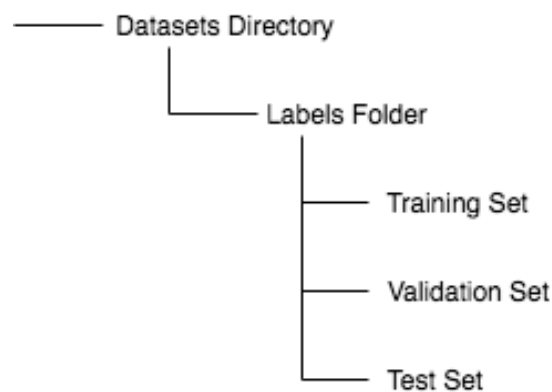 Datasets Directory
Labels Folder
Training Set
Validation Set
Test Set